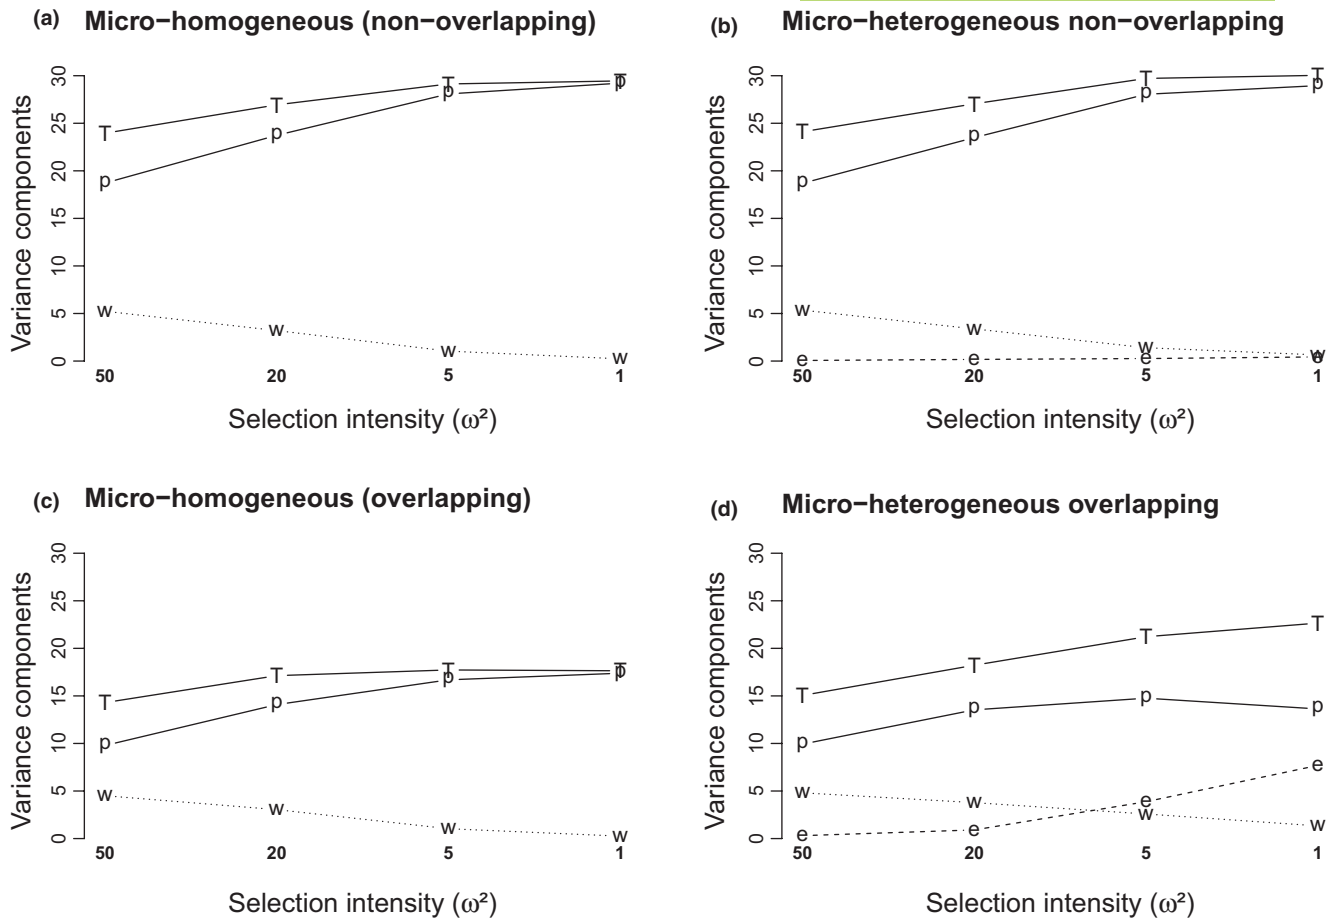 (a) Micro−homogeneous (non−overlapping)
Variance components
30
25
20
15
10
5
0
T
T
T
T
p
p
p
p
w
w
w
w
50 20 5 1
Selection intensity (ω²)
(b) Micro−heterogeneous non−overlapping
Variance components
30
25
20
15
10
5
0
T
T
T
T
p
p
p
p
w
w
w
w
e
e
e
e
50 20 5 1
Selection intensity (ω²)
(c) Micro−homogeneous (overlapping)
Variance components
30
25
20
15
10
5
0
T
T
T
T
p
p
p
p
w
w
w
w
50 20 5 1
Selection intensity (ω²)
(d) Micro−heterogeneous overlapping
Variance components
30
25
20
15
10
5
0
T
T
T
T
p
p
p
p
w
w
w
w
e
e
e
e
50 20 5 1
Selection intensity (ω²)